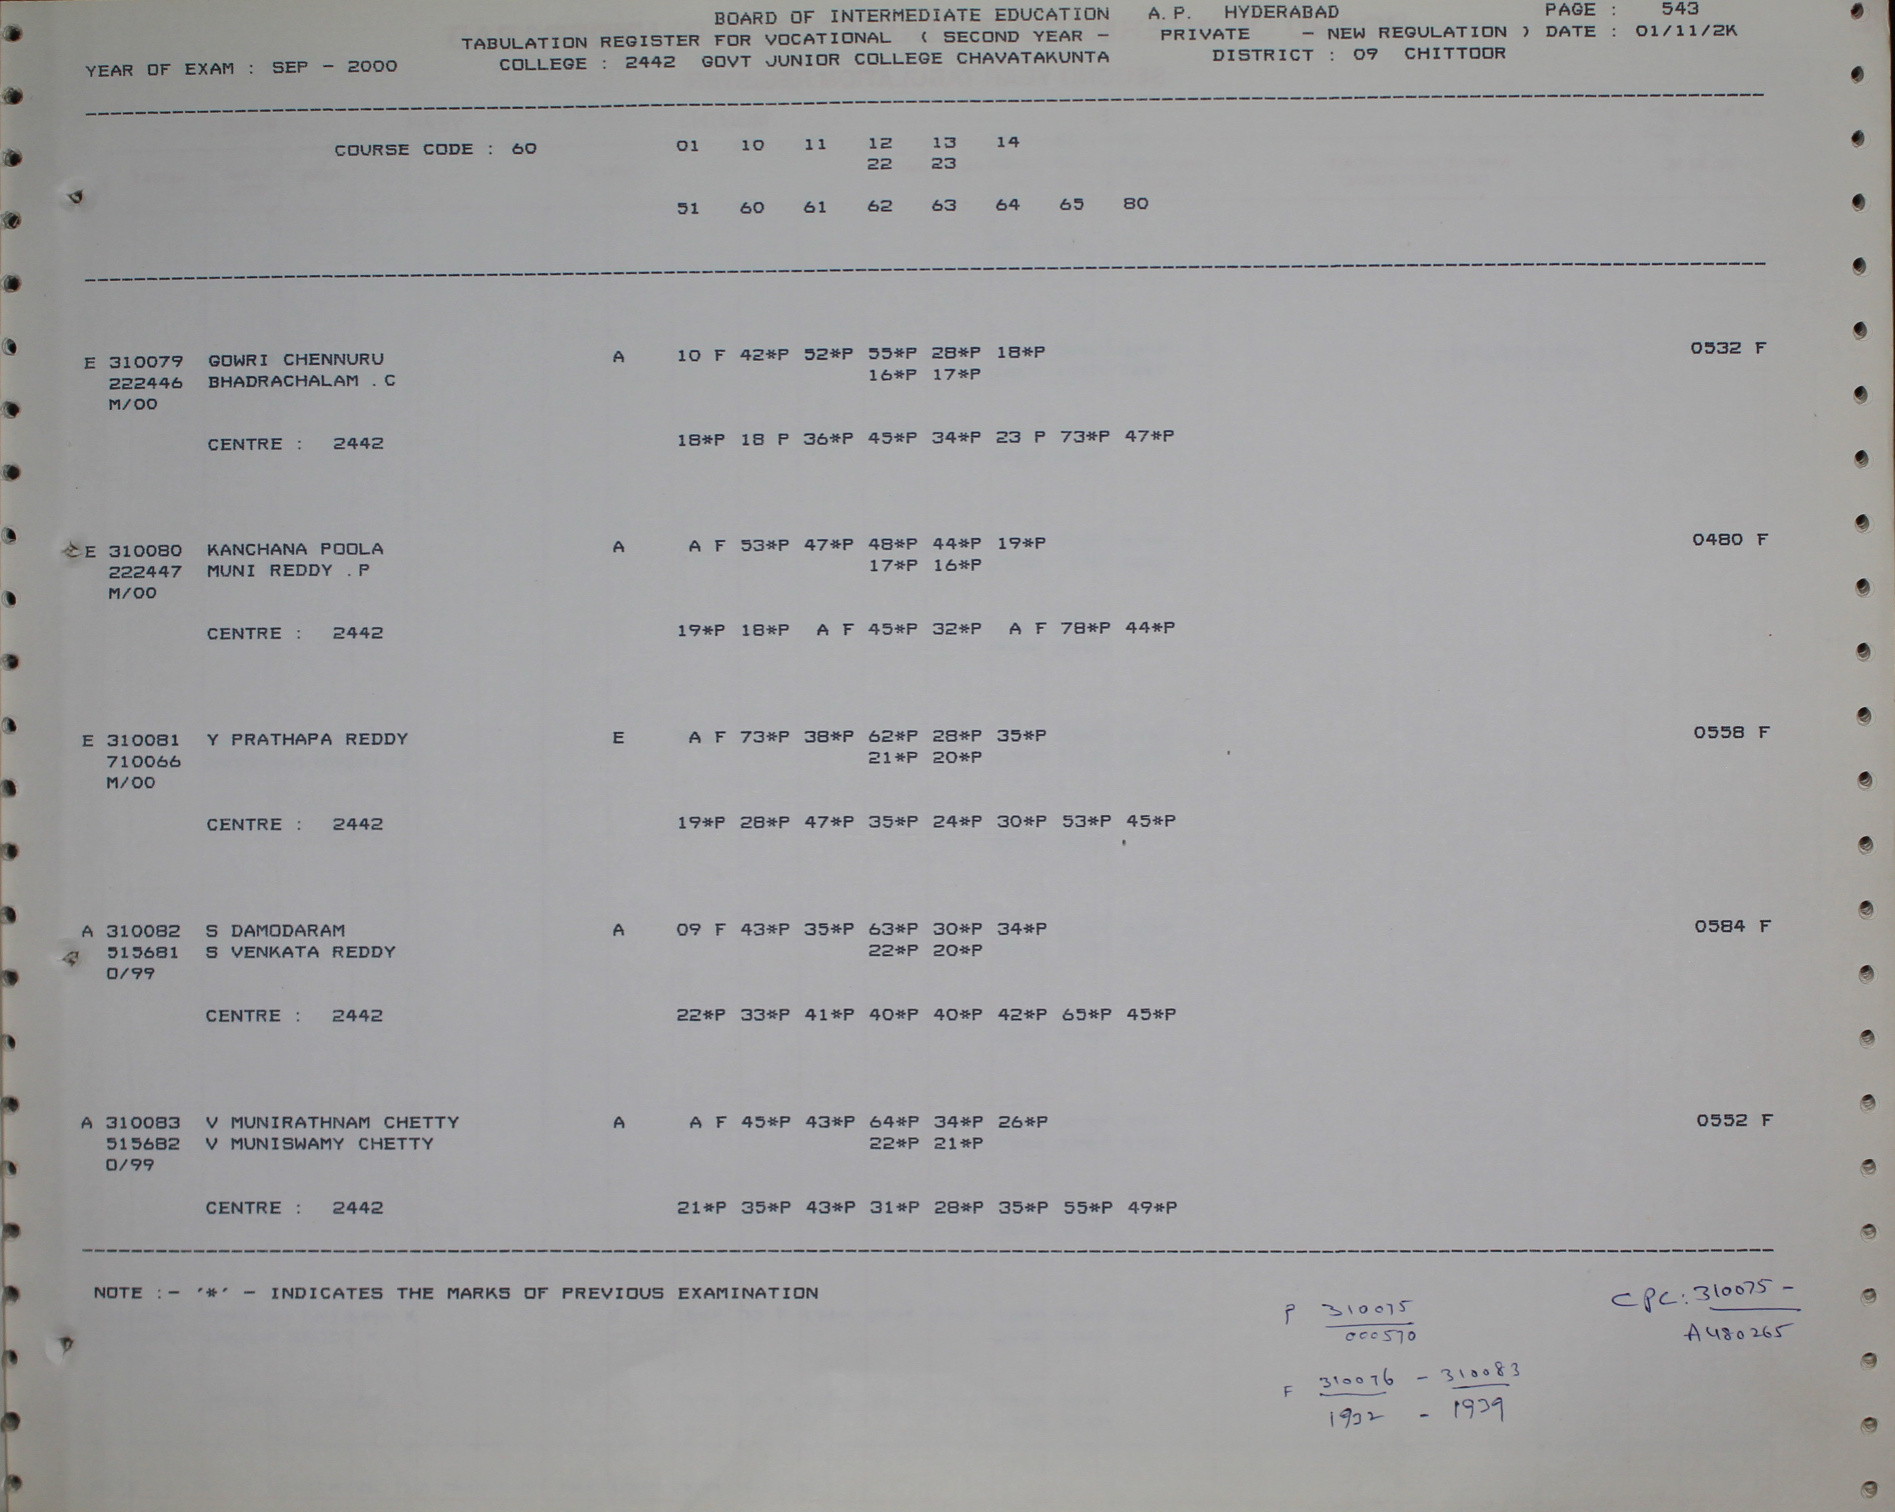 BOARD OF INTERMEDIATE EDUCATION A.P. HYDERABAD PAGE : 543
TABULATION REGISTER FOR VOCATIONAL ( SECOND YEAR - PRIVATE - NEW REGULATION ) DATE : 01/11/2K
YEAR OF EXAM : SEP - 2000 COLLEGE : 2442 GOVT JUNIOR COLLEGE CHAVATAKUNTA DISTRICT : 09 CHITTOOR
COURSE CODE : 60 01 10 11 12 13 14
22 23
51 60 61 62 63 64 65 80
E 310079 GOWRI CHENNURU A 10 F 42*P 52*P 55*P 28*P 18*P 0532 F
222446 BHADRACHALAM . C 16*P 17*P
M/00
CENTRE : 2442 18*P 18 P 36*P 45*P 34*P 23 P 73*P 47*P
E 310080 KANCHANA POOLA A A F 53*P 47*P 48*P 44*P 19*P 0480 F
222447 MUNI REDDY . P 17*P 16*P
M/00
CENTRE : 2442 19*P 18*P A F 45*P 32*P A F 78*P 44*P
E 310081 Y PRATHAPA REDDY E A F 73*P 38*P 62*P 28*P 35*P 0558 F
710066 21*P 20*P
M/00
CENTRE : 2442 19*P 28*P 47*P 35*P 24*P 30*P 53*P 45*P
A 310082 S DAMODARAM A 09 F 43*P 35*P 63*P 30*P 34*P 0584 F
515681 S VENKATA REDDY 22*P 20*P
O/99
CENTRE : 2442 22*P 33*P 41*P 40*P 40*P 42*P 65*P 45*P
A 310083 V MUNIRATHNAM CHETTY A A F 45*P 43*P 64*P 34*P 26*P 0552 F
515682 V MUNISWAMY CHETTY 22*P 21*P
O/99
CENTRE : 2442 21*P 35*P 43*P 31*P 28*P 35*P 55*P 49*P
NOTE :- '*' - INDICATES THE MARKS OF PREVIOUS EXAMINATION
P 310075 CPC: 310075 -
000570 A480265
F 310076 - 310083
1932 - 1939